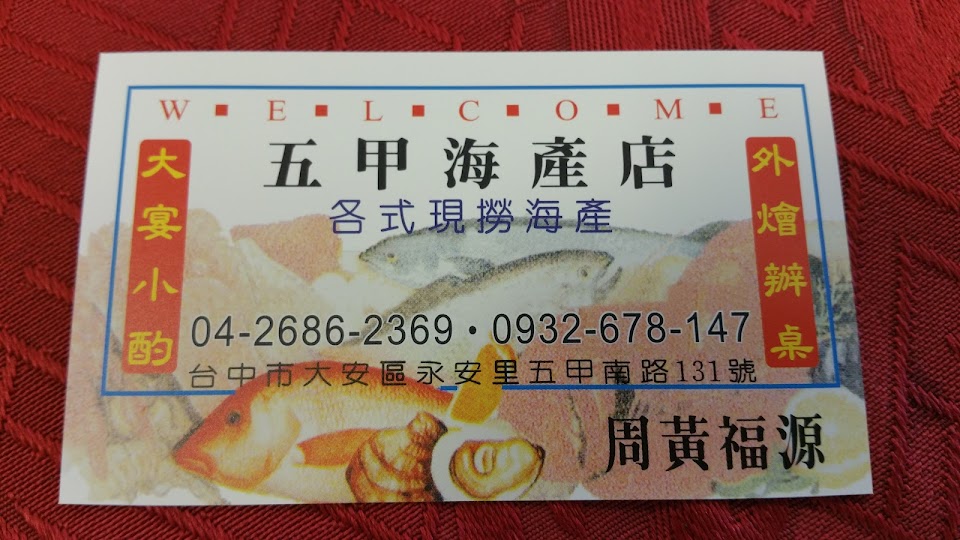 W■E■L■C■O■M■E
五甲海產店
各式現撈海產
大宴小酌
外燴辦桌
04-2686-2369・0932-678-147
台中市大安區永安里五甲南路131號
周黃福源